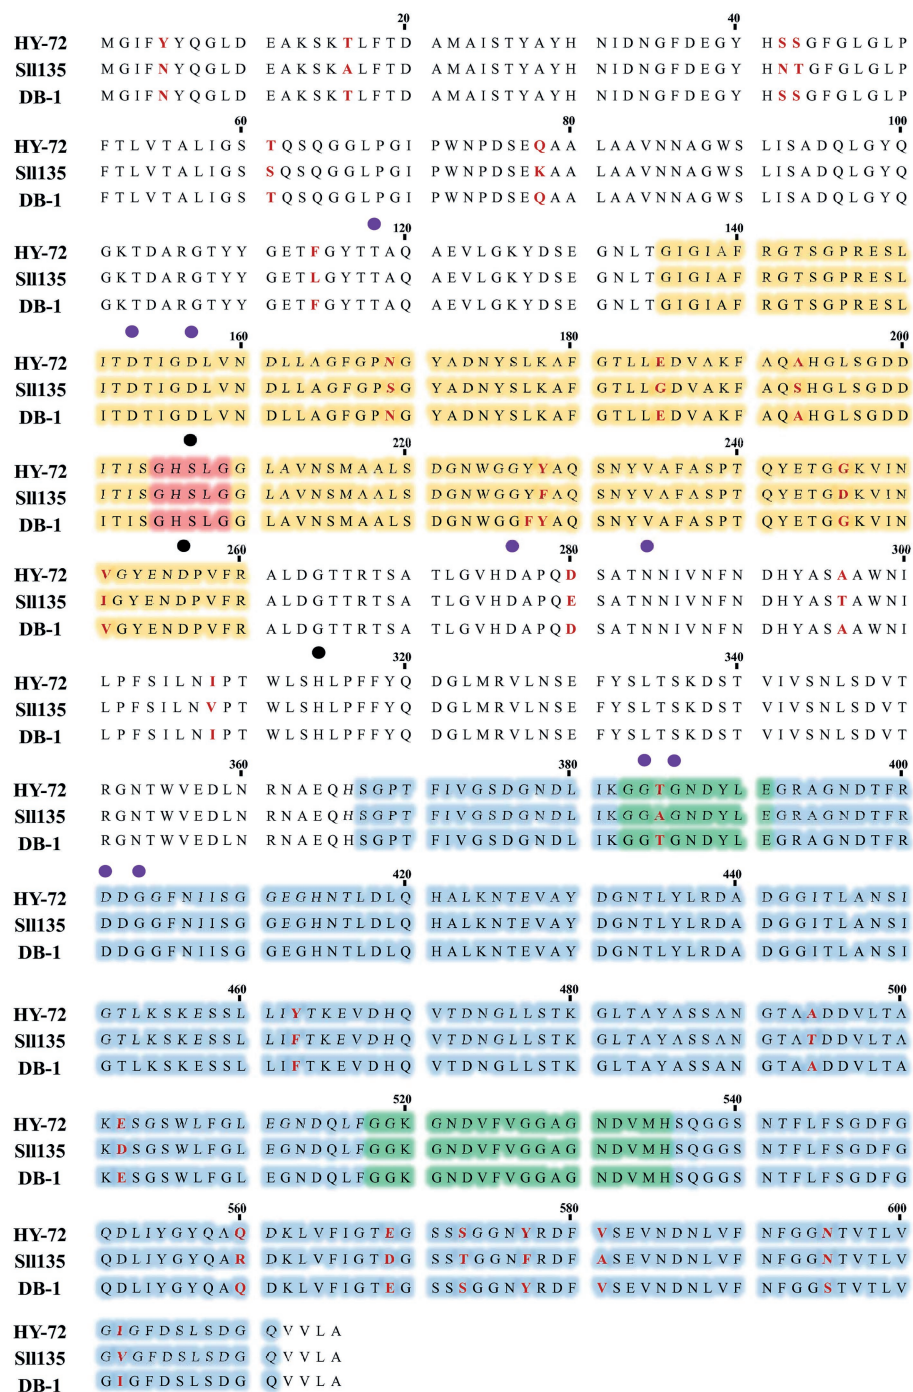 20 40
HY-72 MGIFYYQGLD EAKSKTLFTD AMAISTYAYH NIDNGFDEGY HSSGFGLGLP
Sll135 MGIFNYQGLD EAKSKALFTD AMAISTYAYH NIDNGFDEGY HNTGFGLGLP
DB-1 MGIFNYQGLD EAKSKTLFTD AMAISTYAYH NIDNGFDEGY HSSGFGLGLP
60 80 100
HY-72 FTLVTALIGS TQSQGGLPGI PWNPDSEQAA LAAVNNAGWS LISADQLGYQ
Sll135 FTLVTALIGS SQSQGGLPGI PWNPDSEKAA LAAVNNAGWS LISADQLGYQ
DB-1 FTLVTALIGS TQSQGGLPGI PWNPDSEQAA LAAVNNAGWS LISADQLGYQ
120 140
HY-72 GKTDARGTYY GETFGYTTAQ AEVLGKYDSE GNLTGIGIAF RGTSGPRESL
Sll135 GKTDARGTYY GETLGYTTAQ AEVLGKYDSE GNLTGIGIAF RGTSGPRESL
DB-1 GKTDARGTYY GETFGYTTAQ AEVLGKYDSE GNLTGIGIAF RGTSGPRESL
160 180 200
HY-72 ITDTIGDLVN DLLAGFGPNG YADNYSLKAF GTLLEDVAKF AQAHGLSGDD
Sll135 ITDTIGDLVN DLLAGFGPSG YADNYSLKAF GTLLGDVAKF AQSHGLSGDD
DB-1 ITDTIGDLVN DLLAGFGPNG YADNYSLKAF GTLLEDVAKF AQAHGLSGDD
220 240
HY-72 ITISGHSLGG LAVNSMAALS DGNWGGYYAQ SNYVAFASPT QYETGGKVIN
Sll135 ITISGHSLGG LAVNSMAALS DGNWGGYFAQ SNYVAFASPT QYETGDKVIN
DB-1 ITISGHSLGG LAVNSMAALS DGNWGGFYAQ SNYVAFASPT QYETGGKVIN
260 280 300
HY-72 VGYENDPVFR ALDGTTRTSA TLGVHDAPQD SATNNIVNFN DHYASAAWNI
Sll135 IGYENDPVFR ALDGTTRTSA TLGVHDAPQE SATNNIVNFN DHYASTAWNI
DB-1 VGYENDPVFR ALDGTTRTSA TLGVHDAPQD SATNNIVNFN DHYASAAWNI
320 340
HY-72 LPFSILNIPT WLSHLPFFYQ DGLMRVLNSE FYSLTSKDST VIVSNLSDVT
Sll135 LPFSILNVPT WLSHLPFFYQ DGLMRVLNSE FYSLTSKDST VIVSNLSDVT
DB-1 LPFSILNIPT WLSHLPFFYQ DGLMRVLNSE FYSLTSKDST VIVSNLSDVT
360 380 400
HY-72 RGNTWVEDLN RNAEQHSGPT FIVGSDGNDL IKGGTGNDYL EGRAGNDTFR
Sll135 RGNTWVEDLN RNAEQHSGPT FIVGSDGNDL IKGGAGNDYL EGRAGNDTFR
DB-1 RGNTWVEDLN RNAEQHSGPT FIVGSDGNDL IKGGTGNDYL EGRAGNDTFR
420 440
HY-72 DDGGFNIISG GEGHNTLDLQ HALKNTEVAY DGNTLYLRDA DGGITLANSI
Sll135 DDGGFNIISG GEGHNTLDLQ HALKNTEVAY DGNTLYLRDA DGGITLANSI
DB-1 DDGGFNIISG GEGHNTLDLQ HALKNTEVAY DGNTLYLRDA DGGITLANSI
460 480 500
HY-72 GTLKSKESSL LIYTKEVDHQ VTDNGLLSTK GLTAYASSAN GTAADDVLTA
Sll135 GTLKSKESSL LIFTKEVDHQ VTDNGLLSTK GLTAYASSAN GTATDDVLTA
DB-1 GTLKSKESSL LIFTKEVDHQ VTDNGLLSTK GLTAYASSAN GTAADDVLTA
520 540
HY-72 KESGSWLFGL EGNDQLFGGK GNDVFVGGAG NDVMHSQGGS NTFLFSGDFG
Sll135 KDSGSWLFGL EGNDQLFGGK GNDVFVGGAG NDVMHSQGGS NTFLFSGDFG
DB-1 KESGSWLFGL EGNDQLFGGK GNDVFVGGAG NDVMHSQGGS NTFLFSGDFG
560 580 600
HY-72 QDLIYGYQAQ DKLVFIGTEG SSSGGNYRDF VSEVNDNLVF NFGGNTVTLV
Sll135 QDLIYGYQAR DKLVFIGTDG SSTGGNFRDF ASEVNDNLVF NFGGNTVTLV
DB-1 QDLIYGYQAQ DKLVFIGTEG SSSGGNYRDF VSEVNDNLVF NFGGSTVTLV
HY-72 GIGFDSLSDG QVVLA
Sll135 GVGFDSLSDG QVVLA
DB-1 GIGFDSLSDG QVVLA